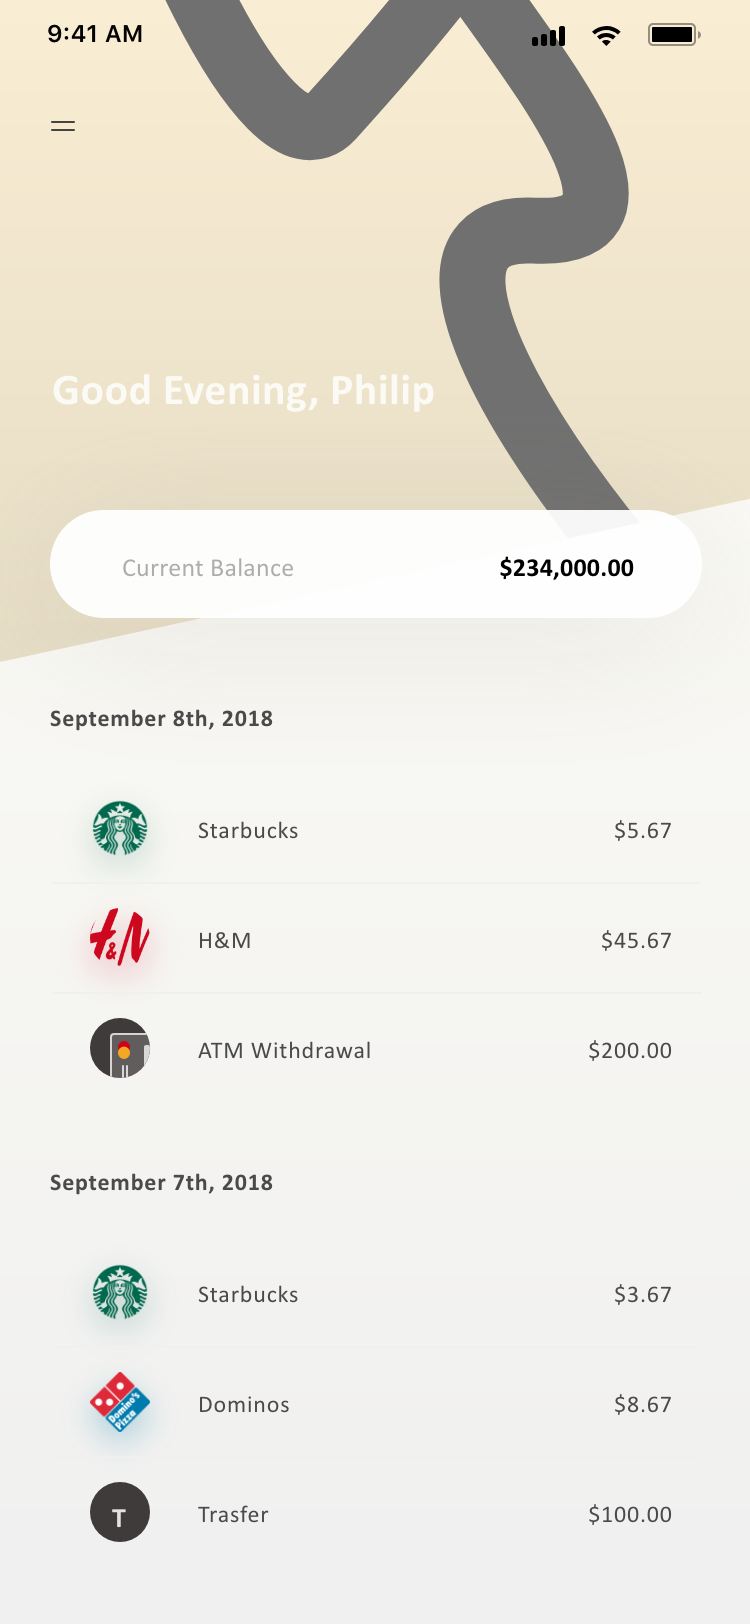 9:41 AM
Good Evening, Philip
Current Balance $234,000.00
September 8th, 2018
Starbucks $5.67
H&M
H&M $45.67
ATM Withdrawal $200.00
September 7th, 2018
Starbucks $3.67
Domino's
Pizza
Dominos $8.67
T
Trasfer $100.00